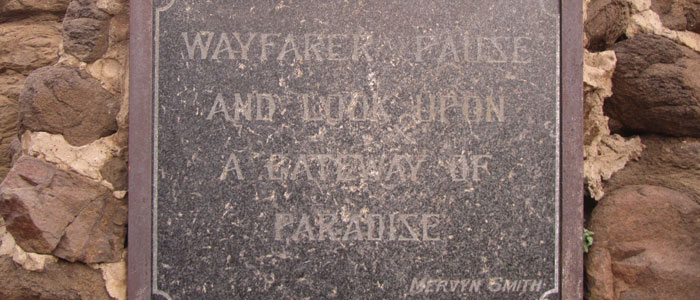 WAYFARER PAUSE
AND LOOK UPON
A GATEWAY OF
PARADISE
MERVYN SMITH